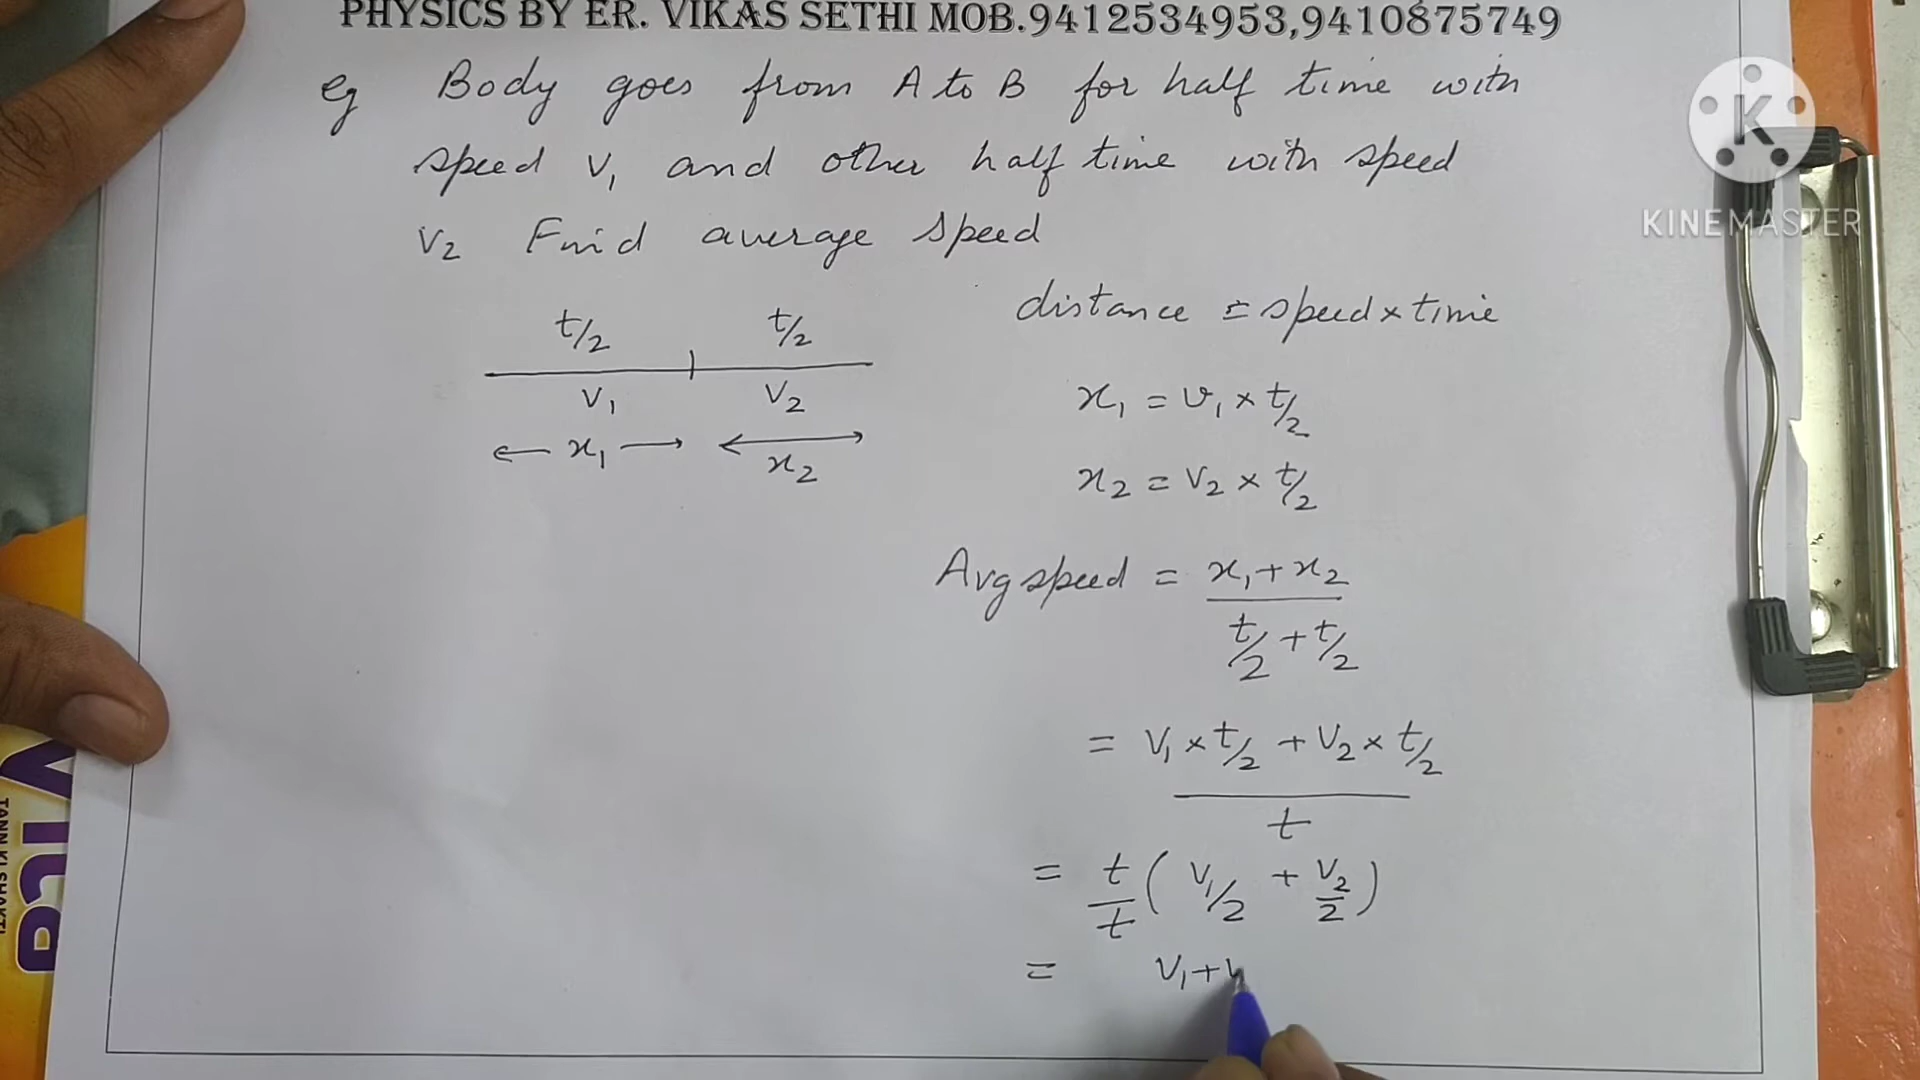 PHYSICS BY ER. VIKAS SETHI MOB.9412534953,9410875749
eg Body goes from A to B for half time with
speed V₁ and other half time with speed
V₂ Find average speed
t/2 t/2
V₁ V₂
x₁ x₂
distance = speed × time
x₁ = v₁ × t/2
x₂ = V₂ × t/2
Avg speed = x₁ + x₂
t/2 + t/2
= V₁ × t/2 + V₂ × t/2
t
= t/t ( V₁/2 + V₂/2 )
= V₁ + V
K
KINEMASTER
Vita